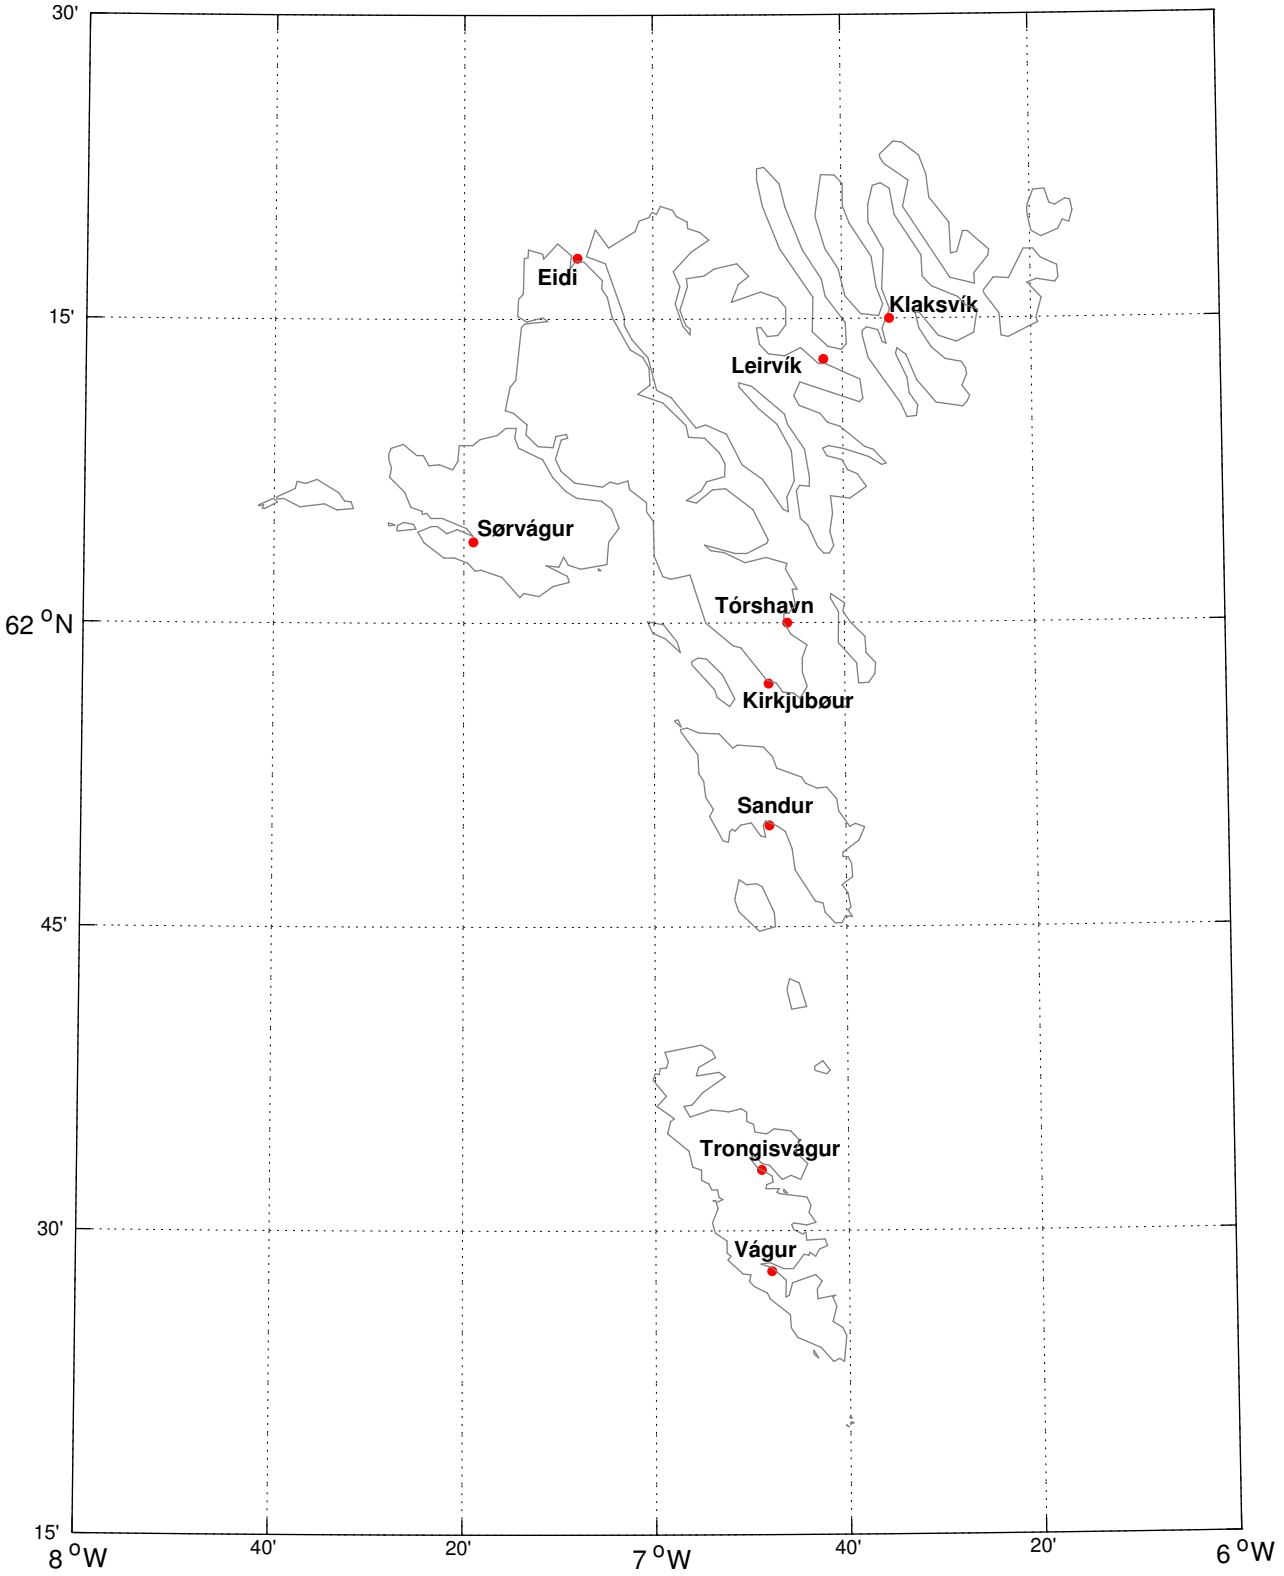 30'
Eidi
Klaksvík
15'
Leirvík
Sørvágur
Tórshavn
62 °N
Kirkjubøur
Sandur
45'
Trongisvagur
30'
Vágur
15'
8 °W 40' 20' 7 °W 40' 20' 6 °W